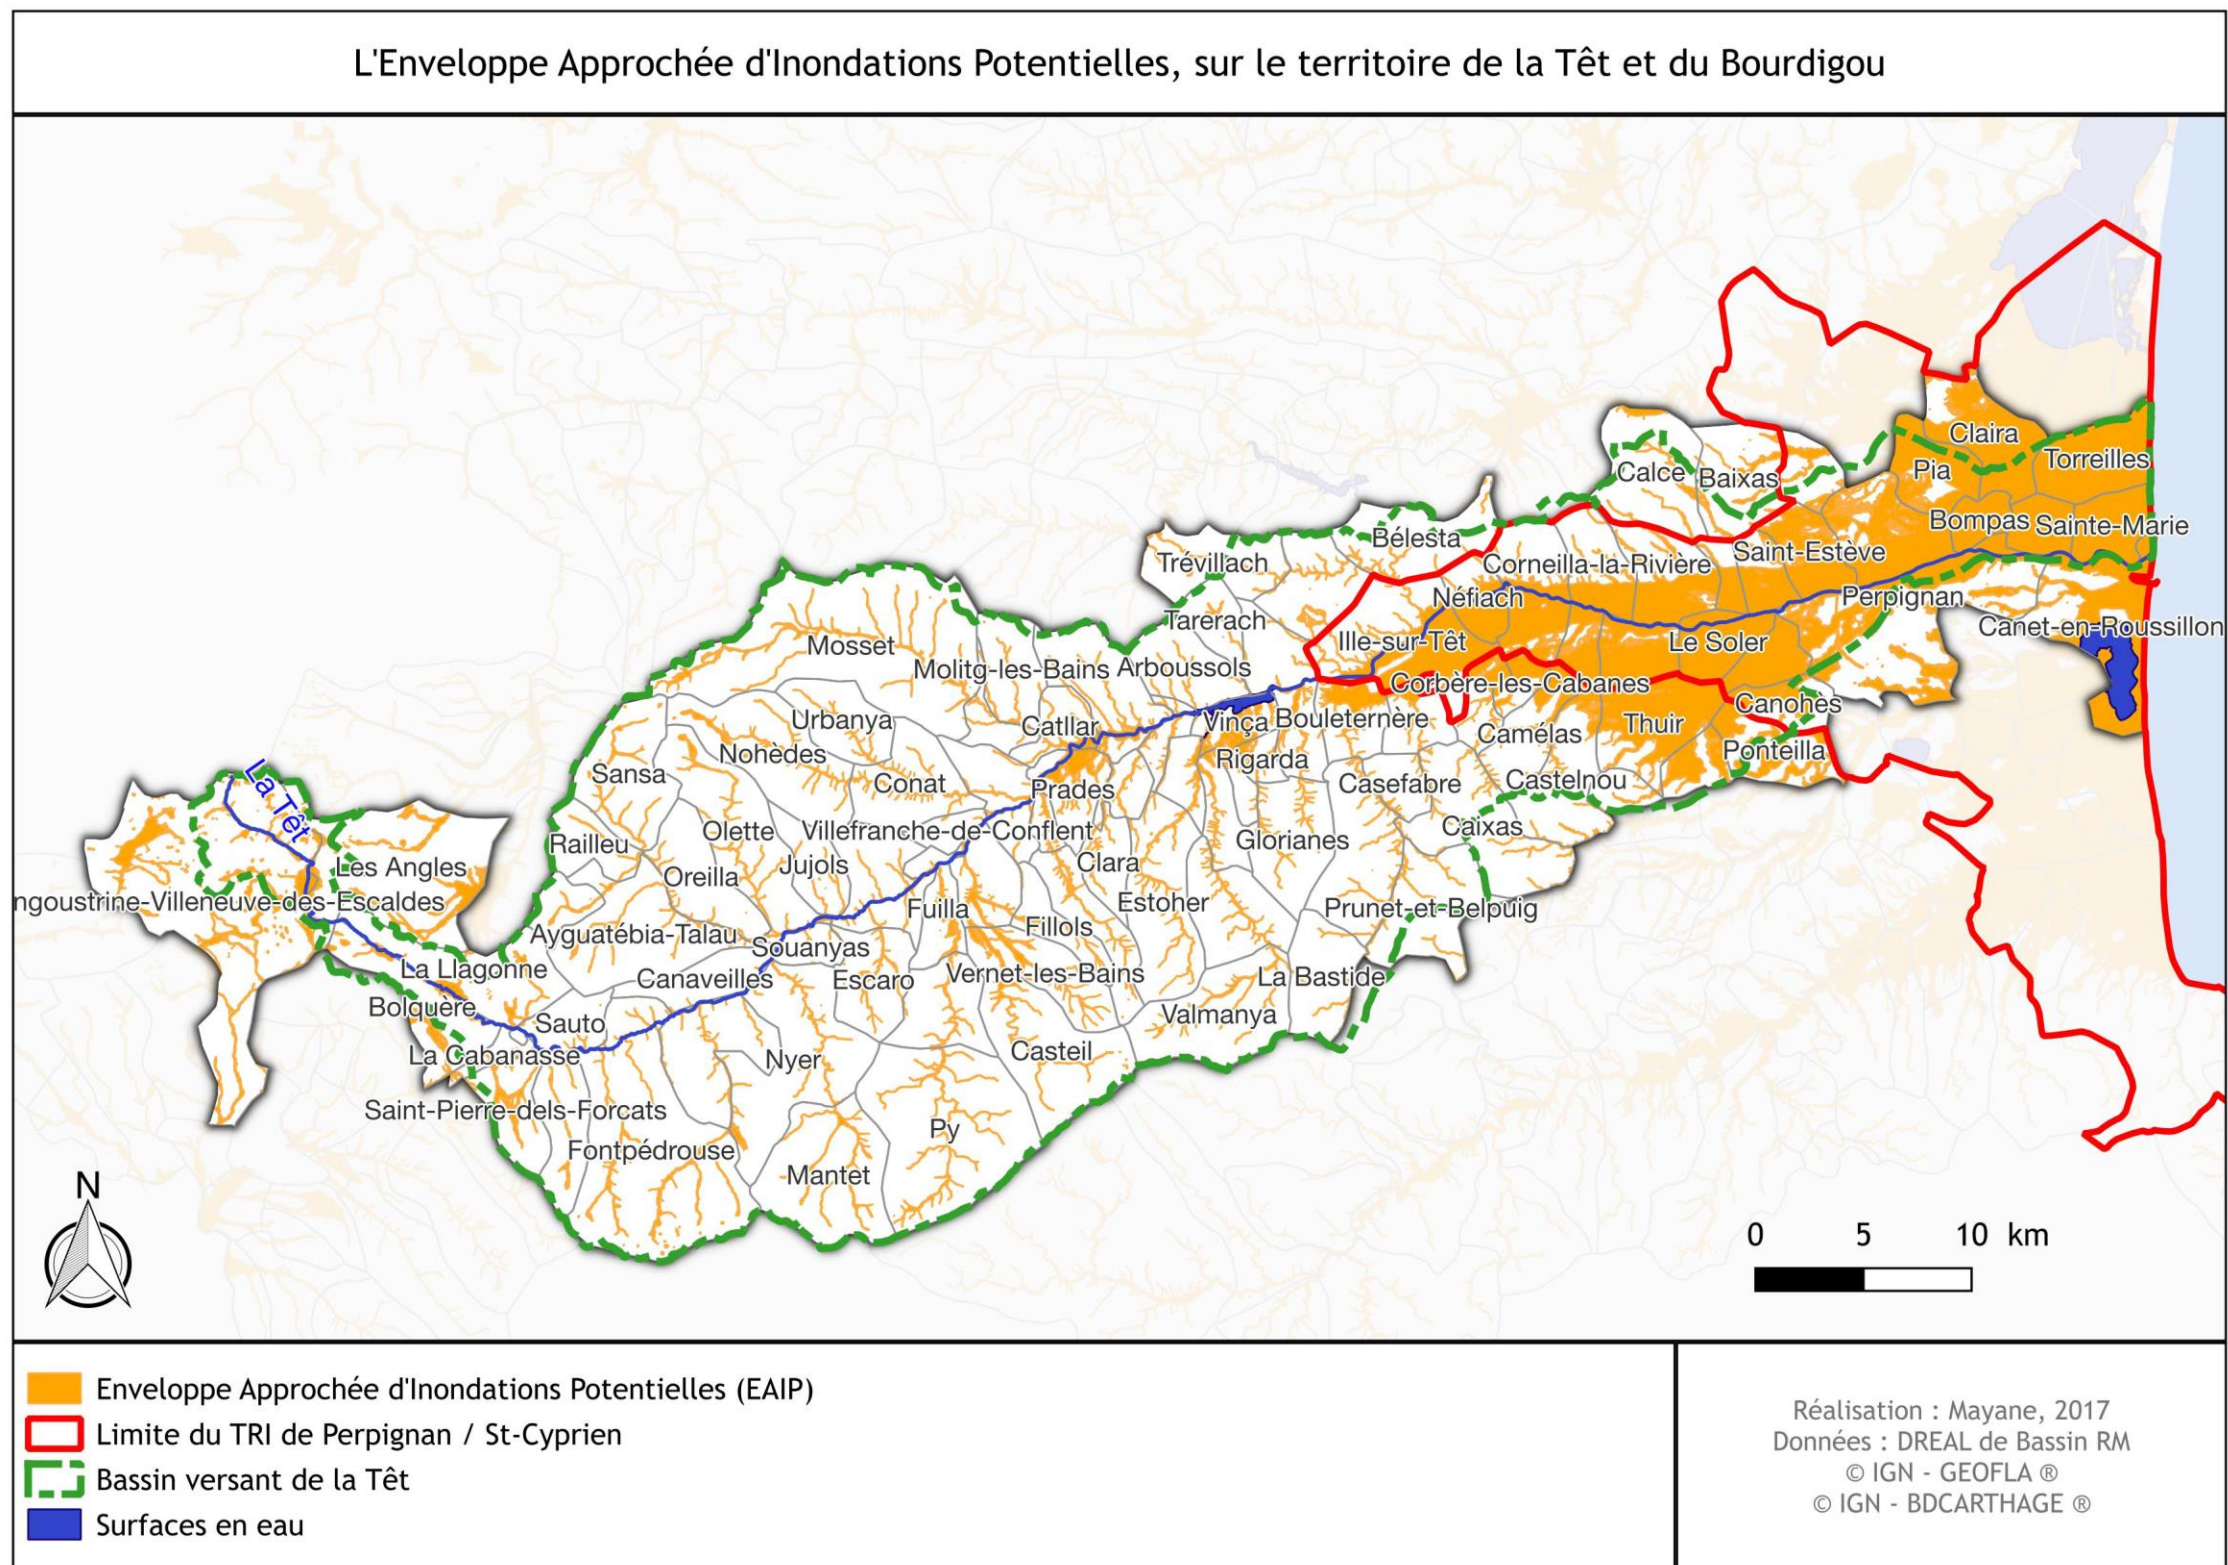 L'Enveloppe Approchée d'Inondations Potentielles, sur le territoire de la Têt et du Bourdigou
Claira
Torreilles
Pia
Calce
Baixas
Bompas
Sainte-Marie
Bélesta
Saint-Estève
Trévillach
Corneilla-la-Rivière
Néfiach
Perpignan
Tarerach
Canet-en-Roussillon
Ille-sur-Têt
Le Soler
Mosset
Molitg-les-Bains
Arboussols
Corbère-les-Cabanes
Canohès
Urbanya
Catllar
Vinça
Bouleternère
Thuir
Camélas
Nohèdes
Ponteilla
Rigarda
Sansa
Conat
Prades
Casefabre
Castelnou
La Têt
Olette
Villefranche-de-Conflent
Caixas
Railleu
Glorianes
Les Angles
Jujols
Clara
Oreilla
ngoustrine-Villeneuve-des-Escaldes
Fuilla
Estoher
Prunet-et-Belpuig
Fillols
Ayguatébia-Talau
Souanyas
La Llagonne
Canaveilles
Escaro
Vernet-les-Bains
La Bastide
Bolquère
Sauto
Valmanya
La Cabanasse
Nyer
Casteil
Saint-Pierre-dels-Forcats
Py
Fontpédrouse
Mantet
N
0 5 10 km
Enveloppe Approchée d'Inondations Potentielles (EAIP)
Limite du TRI de Perpignan / St-Cyprien
Bassin versant de la Têt
Surfaces en eau
Réalisation : Mayane, 2017
Données : DREAL de Bassin RM
© IGN - GEOFLA ®
© IGN - BDCARTHAGE ®